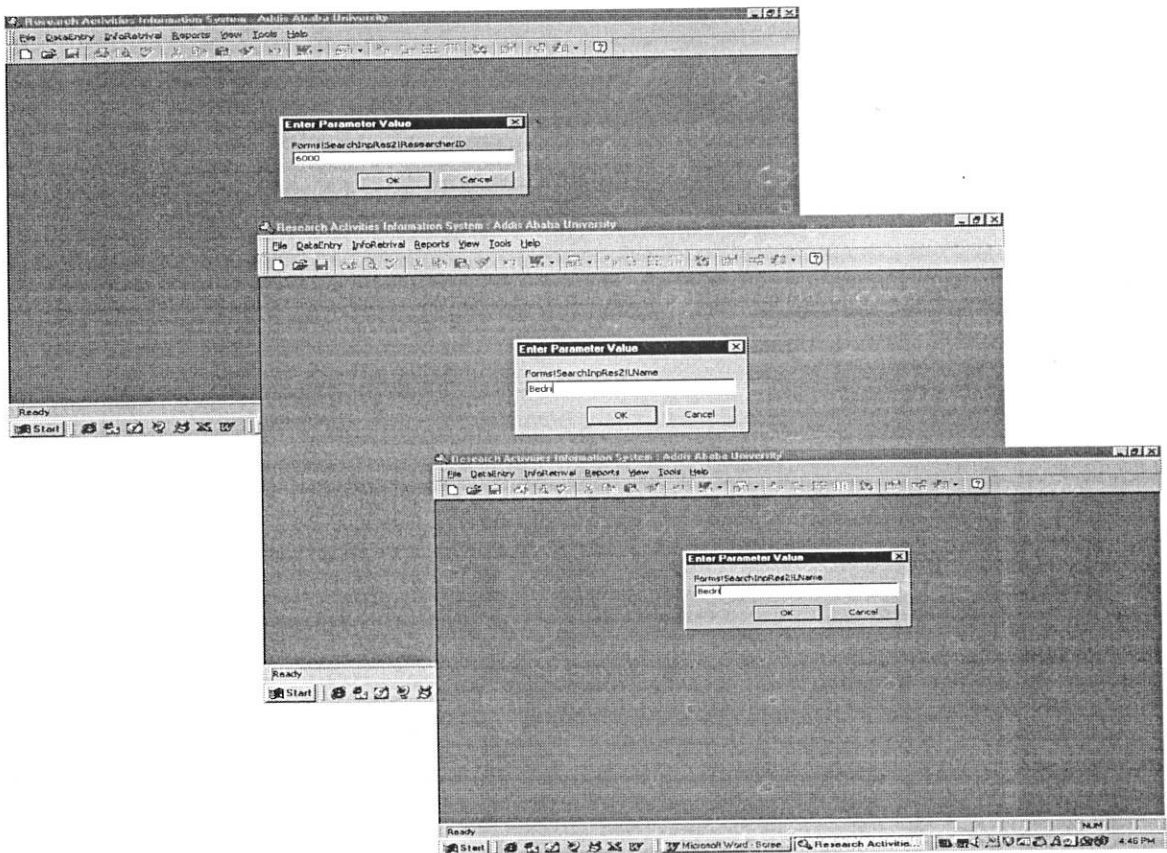 Research Activities Information System : Addis Ababa University
File DataEntry InfoRetrival Reports View Tools Help
Enter Parameter Value
Forms!SearchInpRes2!ResearcherID
6000
OK Cancel
Ready
Start
Research Activities Information System : Addis Ababa University
File DataEntry InfoRetrival Reports View Tools Help
Enter Parameter Value
Forms!SearchInpRes2!LName
Bedri
OK Cancel
Ready
Start
Research Activities Information System : Addis Ababa University
File DataEntry InfoRetrival Reports View Tools Help
Enter Parameter Value
Forms!SearchInpRes2!LName
Bedri
OK Cancel
Ready NUM
Start Microsoft Word - Scree... Research Activitie... 4:45 PM